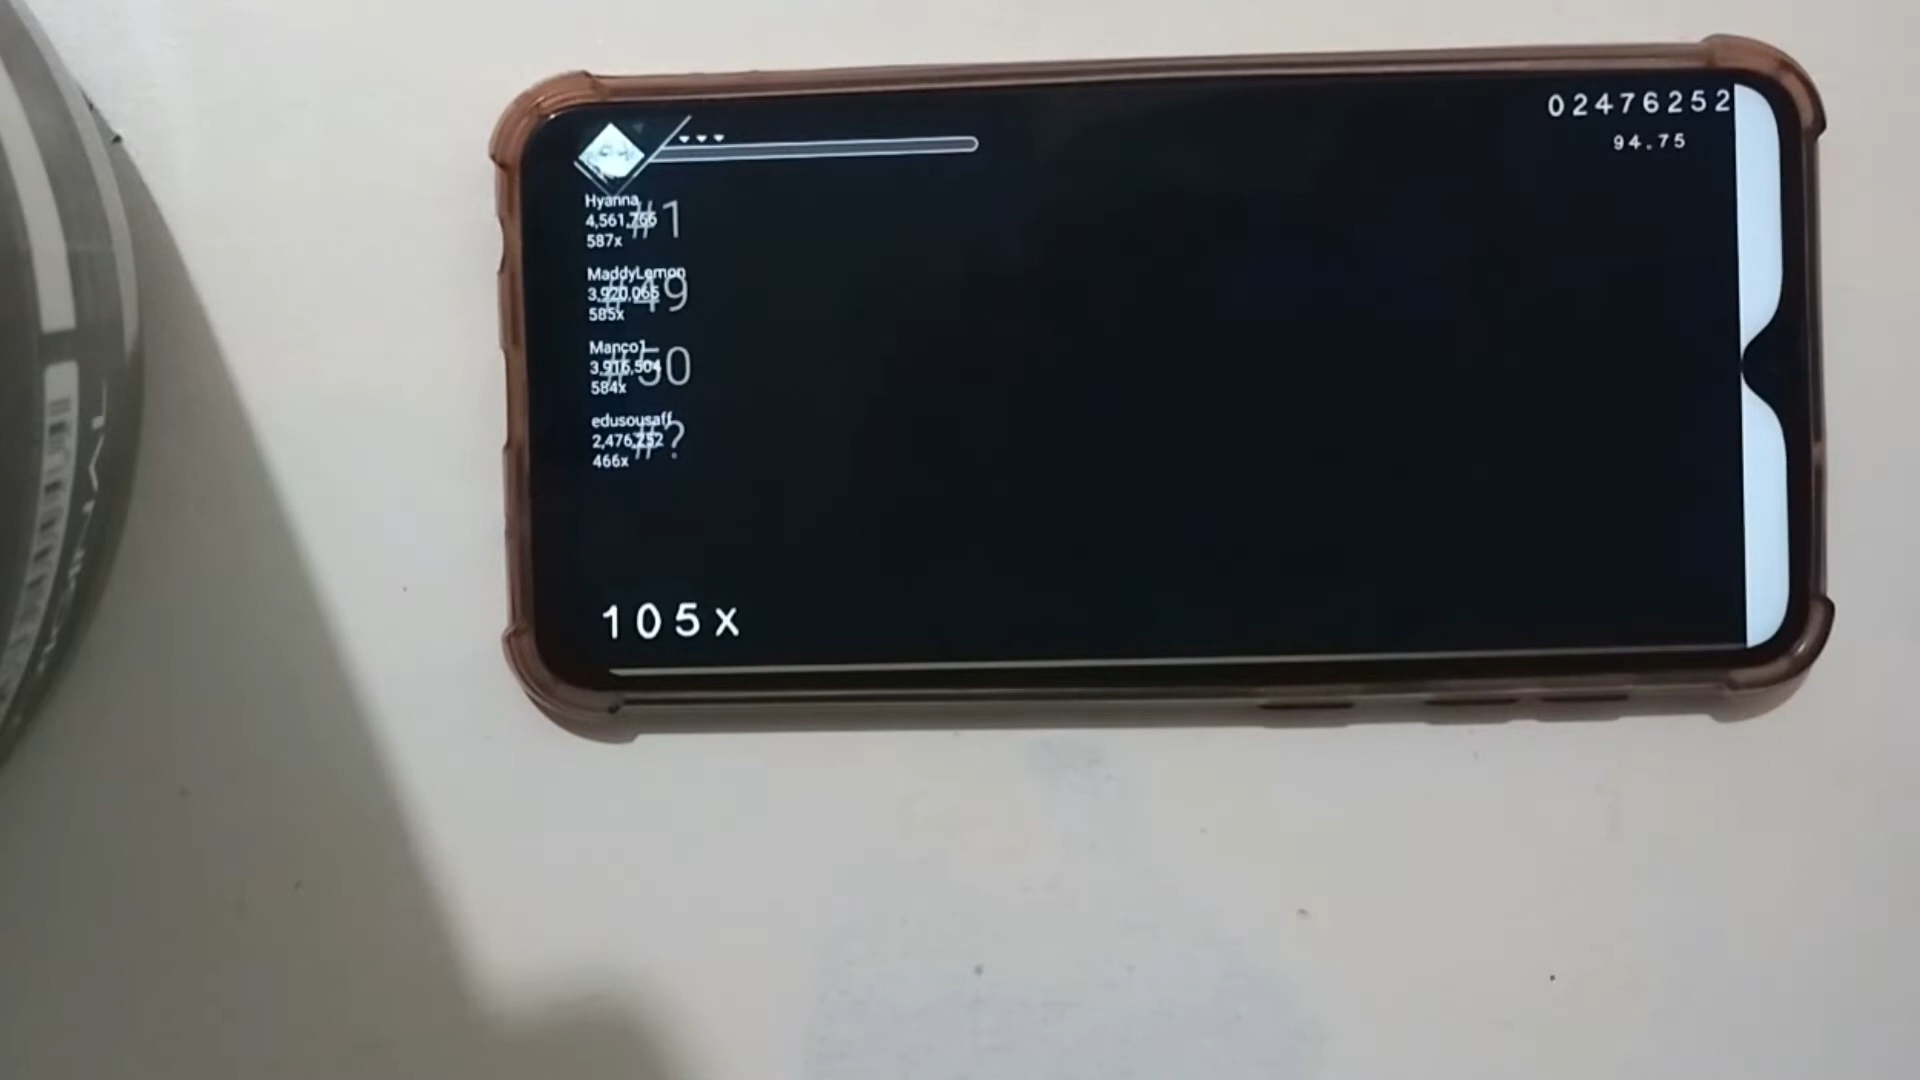 02476252
94.75
Hyanna
4,561,766
587x
#1
MaddyLemon
3,920,065
585x
#49
Manco1
3,916,504
584x
#50
edusousaff
2,476,252
466x
#?
105x